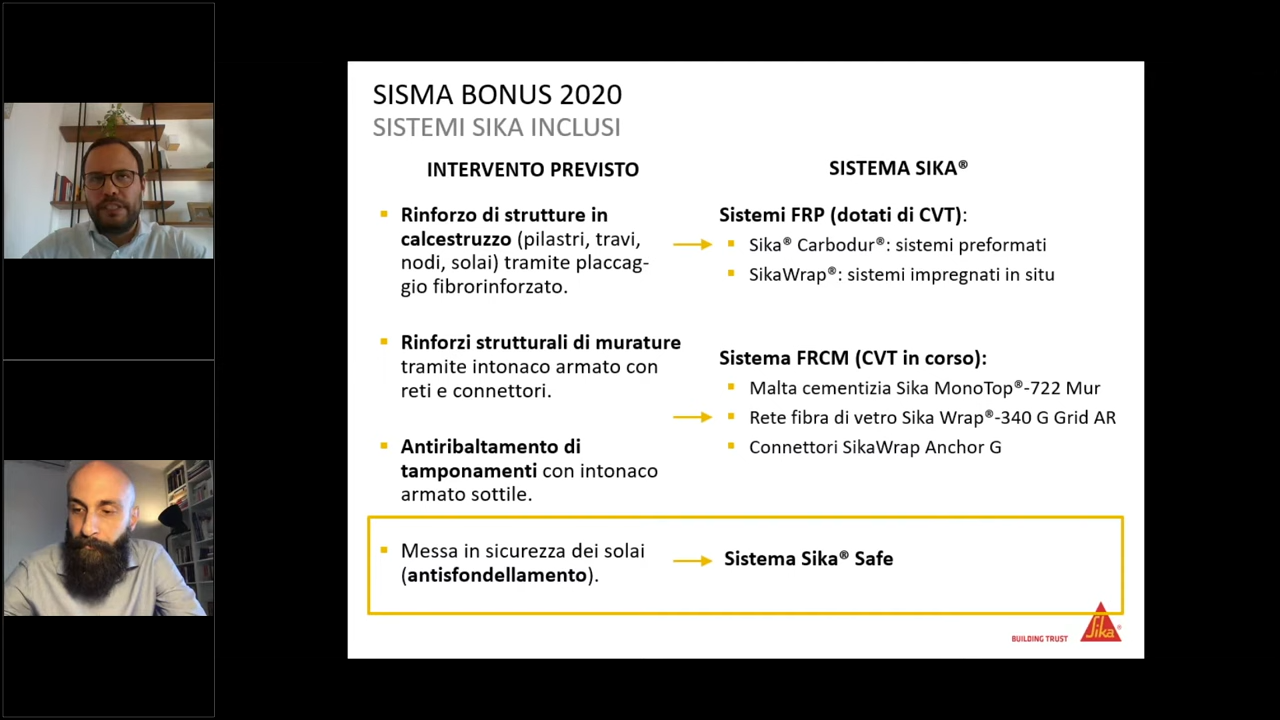 SISMA BONUS 2020
SISTEMI SIKA INCLUSI
INTERVENTO PREVISTO
SISTEMA SIKA®
Rinforzo di strutture in
calcestruzzo (pilastri, travi,
nodi, solai) tramite placcag-
gio fibrorinforzato.
Sistemi FRP (dotati di CVT):
Sika® Carbodur®: sistemi preformati
SikaWrap®: sistemi impregnati in situ
Rinforzi strutturali di murature
tramite intonaco armato con
reti e connettori.
Antiribaltamento di
tamponamenti con intonaco
armato sottile.
Sistema FRCM (CVT in corso):
Malta cementizia Sika MonoTop®-722 Mur
Rete fibra di vetro Sika Wrap®-340 G Grid AR
Connettori SikaWrap Anchor G
Messa in sicurezza dei solai
(antisfondellamento).
Sistema Sika® Safe
BUILDING TRUST
Sika®